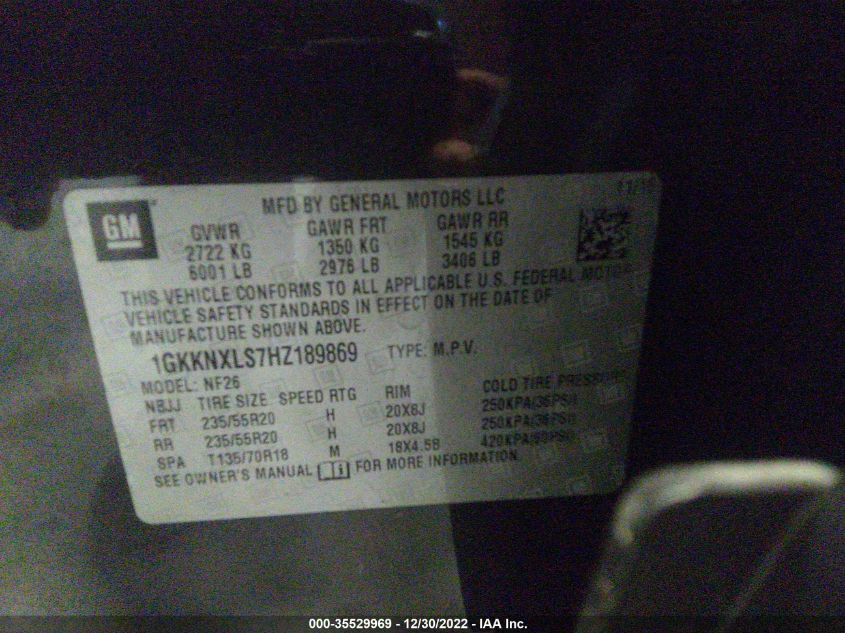 MFD BY GENERAL MOTORS LLC
GM
GVWR GAWR FRT GAWR RR
2722 KG 1350 KG 1545 KG
6001 LB 2976 LB 3406 LB
THIS VEHICLE CONFORMS TO ALL APPLICABLE U.S. FEDERAL MOTOR
VEHICLE SAFETY STANDARDS IN EFFECT ON THE DATE OF
MANUFACTURE SHOWN ABOVE.
1GKKNXLS7HZ189869 TYPE: M.P.V.
MODEL: NF26
NBJJ TIRE SIZE SPEED RTG RIM COLD TIRE PRESSURE
FRT 235/55R20 H 20X8J 250KPA/36PSI
RR 235/55R20 H 20X8J 250KPA/36PSI
SPA T135/70R18 M 18X4.5B 420KPA/60PSI
SEE OWNER'S MANUAL FOR MORE INFORMATION
000-35529969 - 12/30/2022 - IAA Inc.